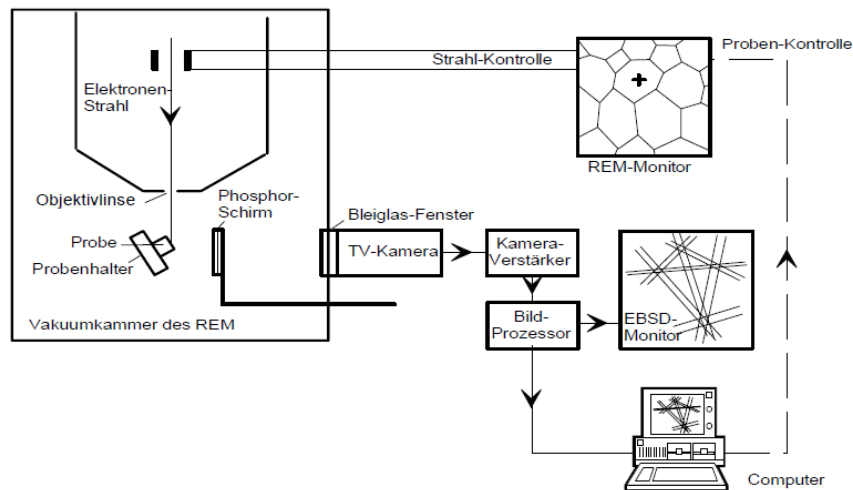 Strahl-Kontrolle
Proben-Kontrolle
Elektronen-
Strahl
REM-Monitor
Objektivlinse
Phosphor-
Schirm
Bleiglas-Fenster
Probe
Probenhalter
TV-Kamera
Kamera-
Verstärker
Bild-
Prozessor
EBSD-
Monitor
Vakuumkammer des REM
Computer